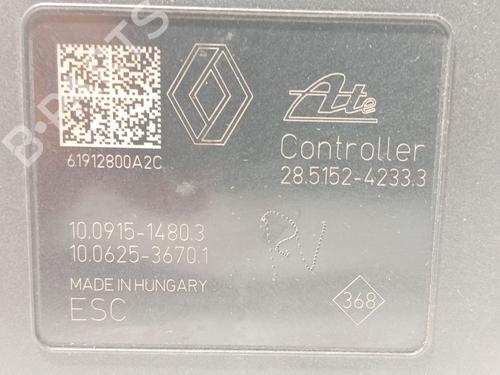 B-PARTS
Ate
61912800A2C
Controller
28.5152-4233.3
10.0915-1480.3
10.0625-3670.1
MADE IN HUNGARY
ESC
368